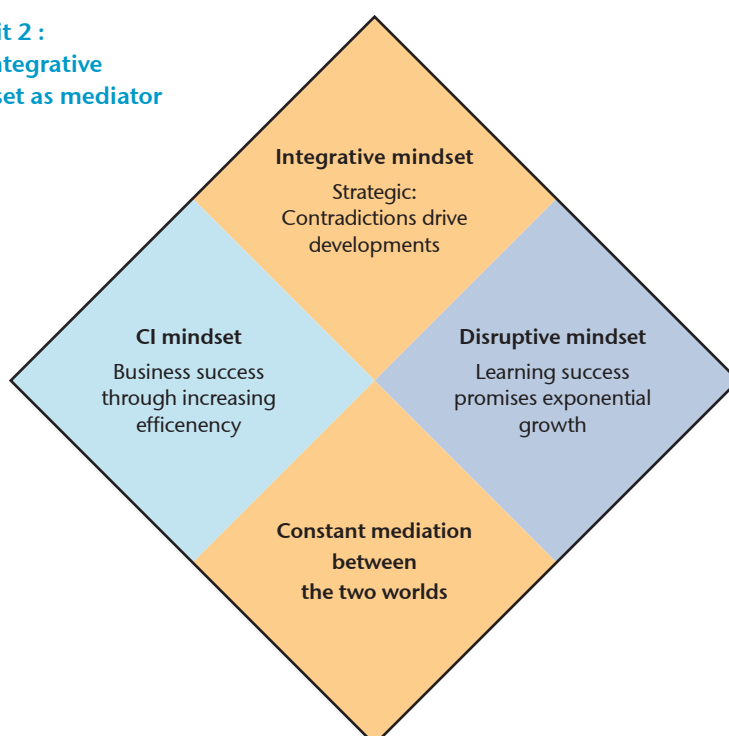 it 2 :
ntegrative
set as mediator
Integrative mindset
Strategic:
Contradictions drive
developments
CI mindset
Business success
through increasing
efficenency
Disruptive mindset
Learning success
promises exponential
growth
Constant mediation
between
the two worlds